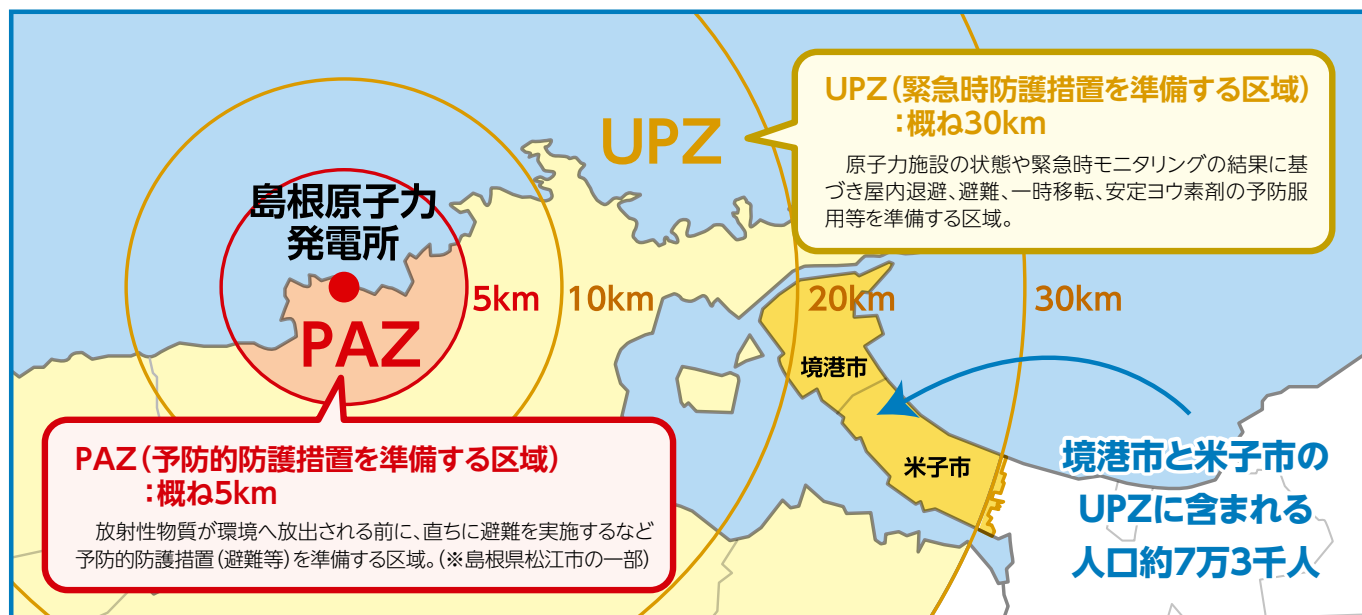 UPZ(緊急時防護措置を準備する区域)
:概ね30km
原子力施設の状態や緊急時モニタリングの結果に基
づき屋内退避、避難、一時移転、安定ヨウ素剤の予防服
用等を準備する区域。
UPZ
島根原子力
発電所
PAZ
5km
10km
20km
30km
境港市
米子市
PAZ(予防的防護措置を準備する区域)
:概ね5km
放射性物質が環境へ放出される前に、直ちに避難を実施するなど
予防的防護措置(避難等)を準備する区域。(※島根県松江市の一部)
境港市と米子市の
UPZに含まれる
人口約7万3千人